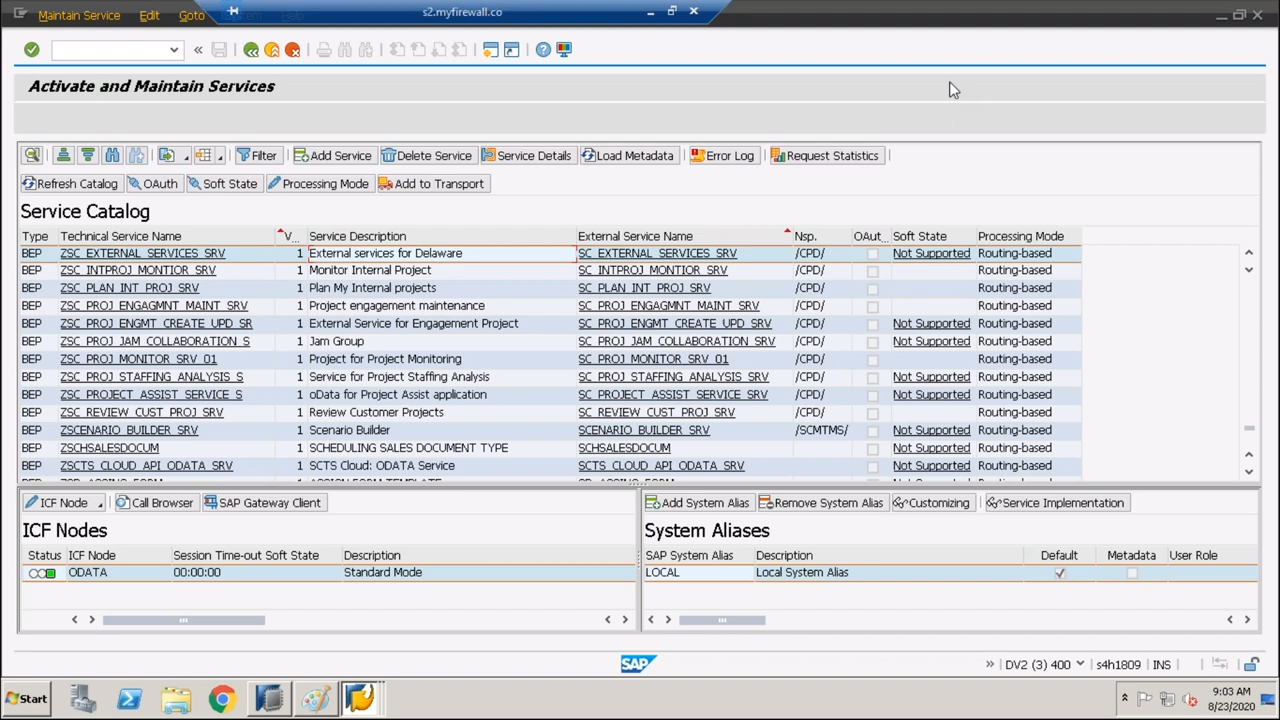 s2.myfirewall.co
Maintain Service Edit Goto System Help
Activate and Maintain Services
Filter Add Service Delete Service Service Details Load Metadata Error Log Request Statistics
Refresh Catalog OAuth Soft State Processing Mode Add to Transport
Service Catalog
Type Technical Service Name V... Service Description External Service Name Nsp. OAut... Soft State Processing Mode
BEP ZSC_EXTERNAL_SERVICES_SRV 1 External services for Delaware SC_EXTERNAL_SERVICES_SRV /CPD/ Not Supported Routing-based
BEP ZSC_INTPROJ_MONTIOR_SRV 1 Monitor Internal Project SC_INTPROJ_MONTIOR_SRV /CPD/ Routing-based
BEP ZSC_PLAN_INT_PROJ_SRV 1 Plan My Internal projects SC_PLAN_INT_PROJ_SRV /CPD/ Routing-based
BEP ZSC_PROJ_ENGAGMNT_MAINT_SRV 1 Project engagement maintenance SC_PROJ_ENGAGMNT_MAINT_SRV /CPD/ Routing-based
BEP ZSC_PROJ_ENGMT_CREATE_UPD_SR 1 External Service for Engagement Project SC_PROJ_ENGMT_CREATE_UPD_SRV /CPD/ Not Supported Routing-based
BEP ZSC_PROJ_JAM_COLLABORATION_S 1 Jam Group SC_PROJ_JAM_COLLABORATION_SRV /CPD/ Not Supported Routing-based
BEP ZSC_PROJ_MONITOR_SRV_01 1 Project for Project Monitoring SC_PROJ_MONITOR_SRV_01 /CPD/ Routing-based
BEP ZSC_PROJ_STAFFING_ANALYSIS_S 1 Service for Project Staffing Analysis SC_PROJ_STAFFING_ANALYSIS_SRV /CPD/ Not Supported Routing-based
BEP ZSC_PROJECT_ASSIST_SERVICE_S 1 oData for Project Assist application SC_PROJECT_ASSIST_SERVICE_SRV /CPD/ Not Supported Routing-based
BEP ZSC_REVIEW_CUST_PROJ_SRV 1 Review Customer Projects SC_REVIEW_CUST_PROJ_SRV /CPD/ Routing-based
BEP ZSCENARIO_BUILDER_SRV 1 Scenario Builder SCENARIO_BUILDER_SRV /SCMTMS/ Not Supported Routing-based
BEP ZSCHSALESDOCUM 1 SCHEDULING SALES DOCUMENT TYPE SCHSALESDOCUM Not Supported Routing-based
BEP ZSCTS_CLOUD_API_ODATA_SRV 1 SCTS Cloud: ODATA Service SCTS_CLOUD_API_ODATA_SRV Not Supported Routing-based
ICF Node Call Browser SAP Gateway Client Add System Alias Remove System Alias Customizing Service Implementation
ICF Nodes System Aliases
Status ICF Node Session Time-out Soft State Description SAP System Alias Description Default Metadata User Role
ODATA 00:00:00 Standard Mode LOCAL Local System Alias
SAP DV2 (3) 400 s4h1809 INS
Start 9:03 AM
8/23/2020